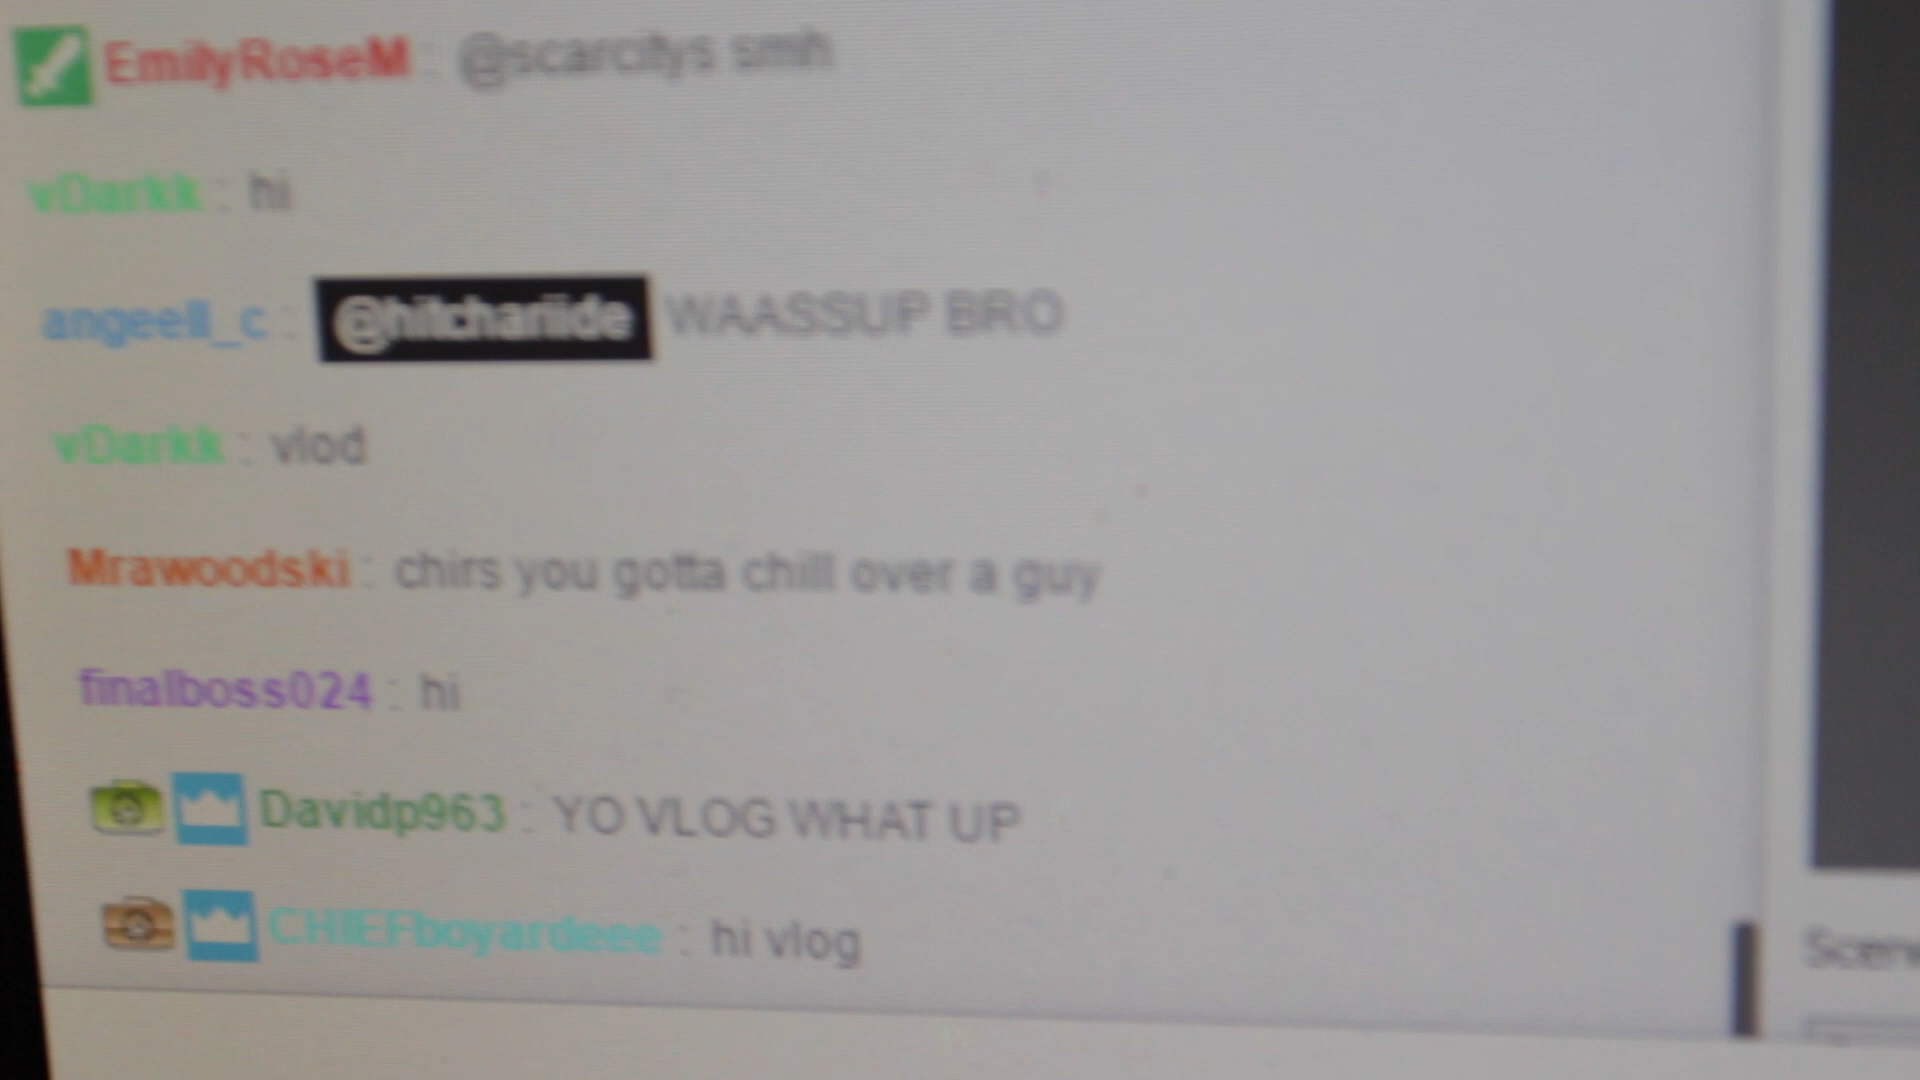 EmilyRoseM : @scarcitys smh
vDarkk : hi
angeell_c : @hitchariide WAASSUP BRO
vDarkk : vlod
Mrawoodski : chirs you gotta chill over a guy
finalboss024 : hi
Davidp963 : YO VLOG WHAT UP
CHIEFboyardeee : hi vlog